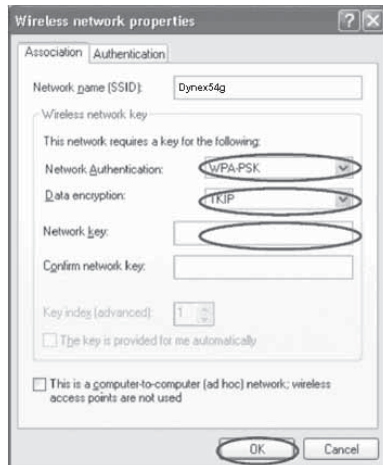 Wireless network properties
Association
Authentication
Network name (SSID):
Dynex54g
Wireless network key
This network requires a key for the following:
Network Authentication:
WPA-PSK
Data encryption:
TKIP
Network key:
Confirm network key:
Key index (advanced):
1
The key is provided for me automatically
This is a computer-to-computer (ad hoc) network; wireless
access points are not used
OK
Cancel